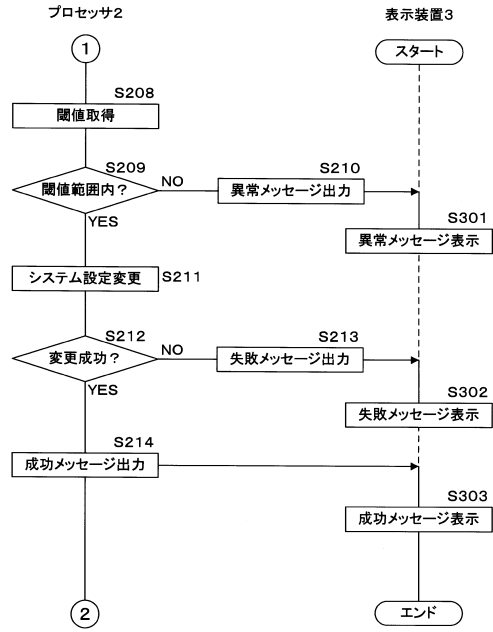 プロセッサ2
表示装置3
1
スタート
S208
閾値取得
S209
閾値範囲内?
NO
YES
S210
異常メッセージ出力
S301
異常メッセージ表示
システム設定変更
S211
S212
変更成功?
NO
YES
S213
失敗メッセージ出力
S302
失敗メッセージ表示
S214
成功メッセージ出力
S303
成功メッセージ表示
2
エンド